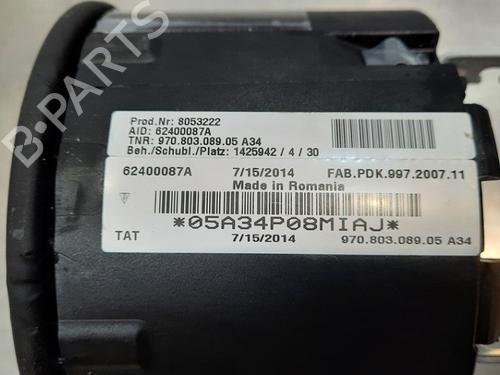 B-PARTS
Prod.Nr: 8053222
AID: 62400087A
TNR: 970.803.089.05 A34
Beh./Schubl./Platz: 1425942 / 4 / 30
62400087A 7/15/2014 FAB.PDK.997.2007.11
Made in Romania
*05A34P08MIAJ*
TAT 7/15/2014 970.803.089.05 A34